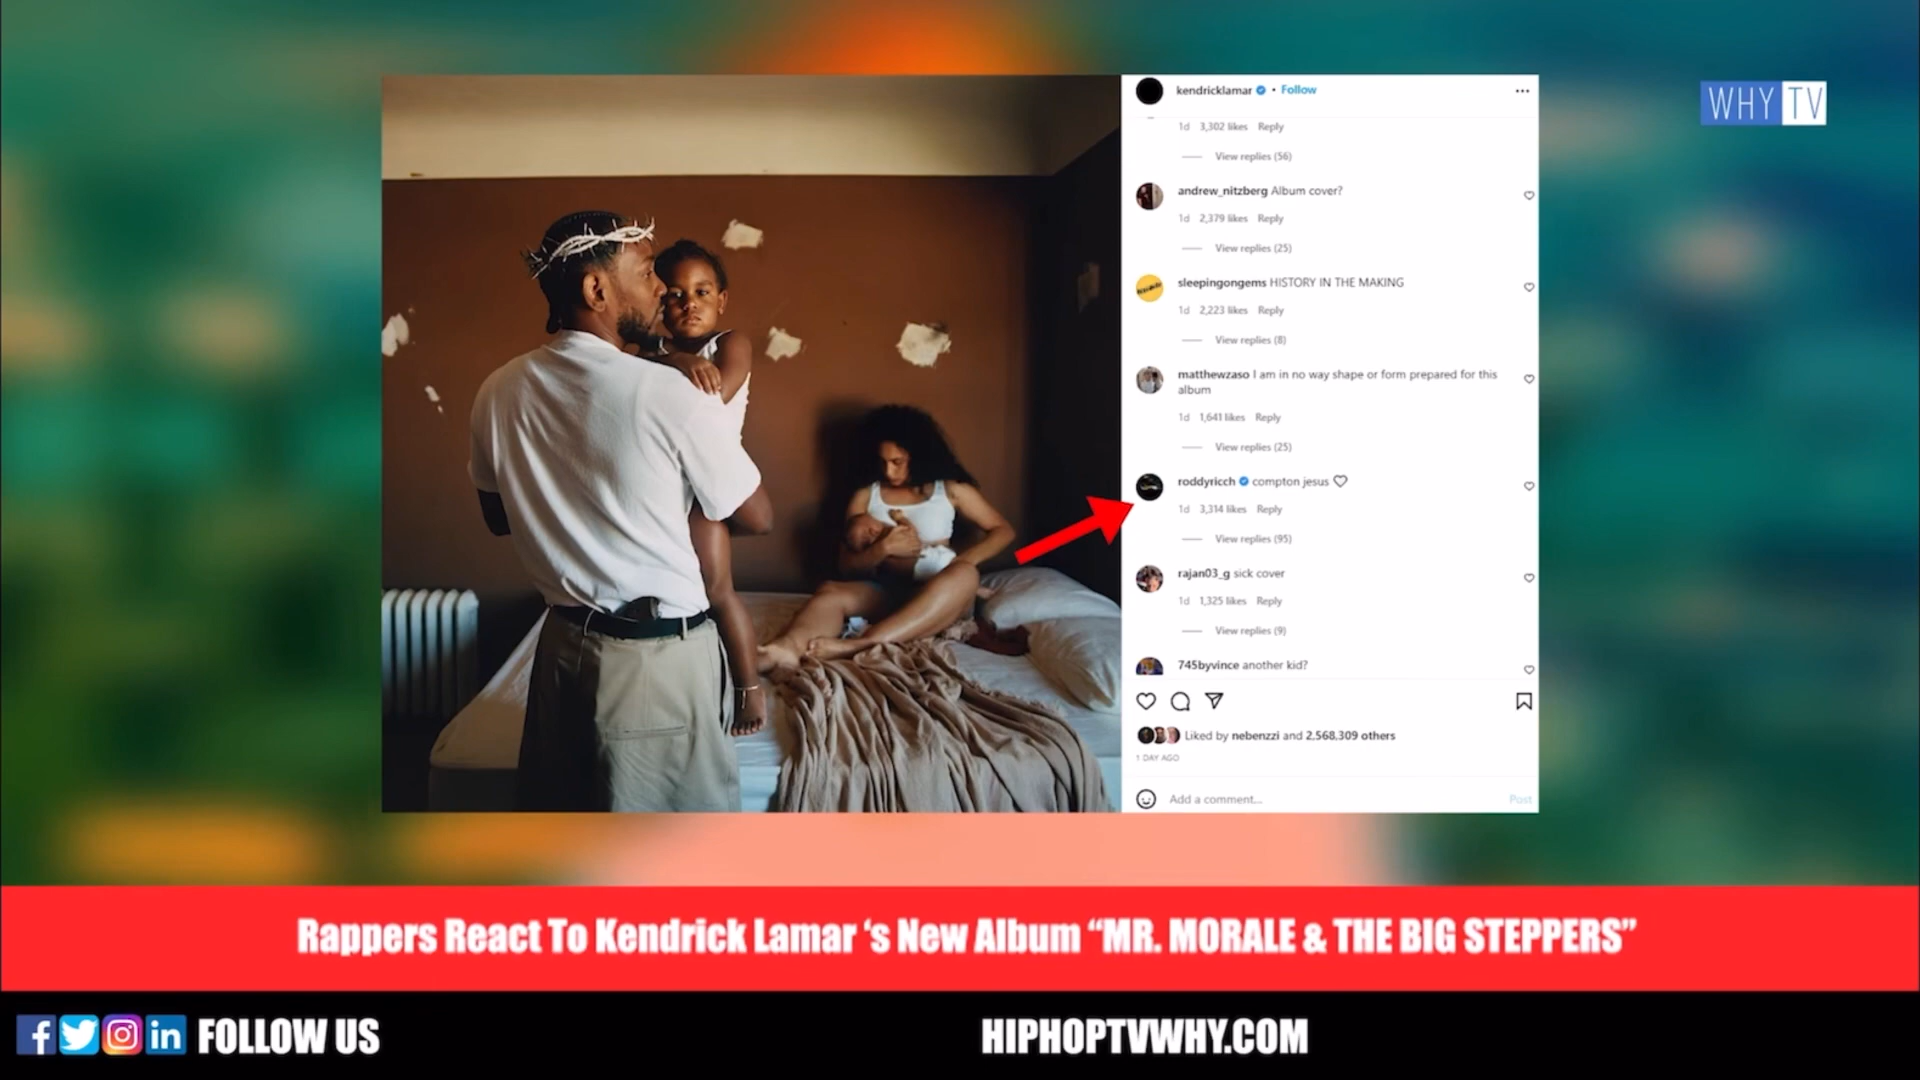 WHY TV
kendricklamar • Follow
1d 3,302 likes Reply
View replies (56)
andrew_nitzberg Album cover?
1d 2,379 likes Reply
View replies (25)
sleepingongems HISTORY IN THE MAKING
1d 2,223 likes Reply
View replies (8)
matthewzaso I am in no way shape or form prepared for this
album
1d 1,641 likes Reply
View replies (25)
roddyricch compton jesus
1d 3,314 likes Reply
View replies (95)
rajan03_g sick cover
1d 1,325 likes Reply
View replies (9)
745byvince another kid?
Liked by nebenzzi and 2,568,309 others
1 DAY AGO
Add a comment... Post
Rappers React To Kendrick Lamar ‘s New Album “MR. MORALE & THE BIG STEPPERS”
FOLLOW US
HIPHOPTVWHY.COM